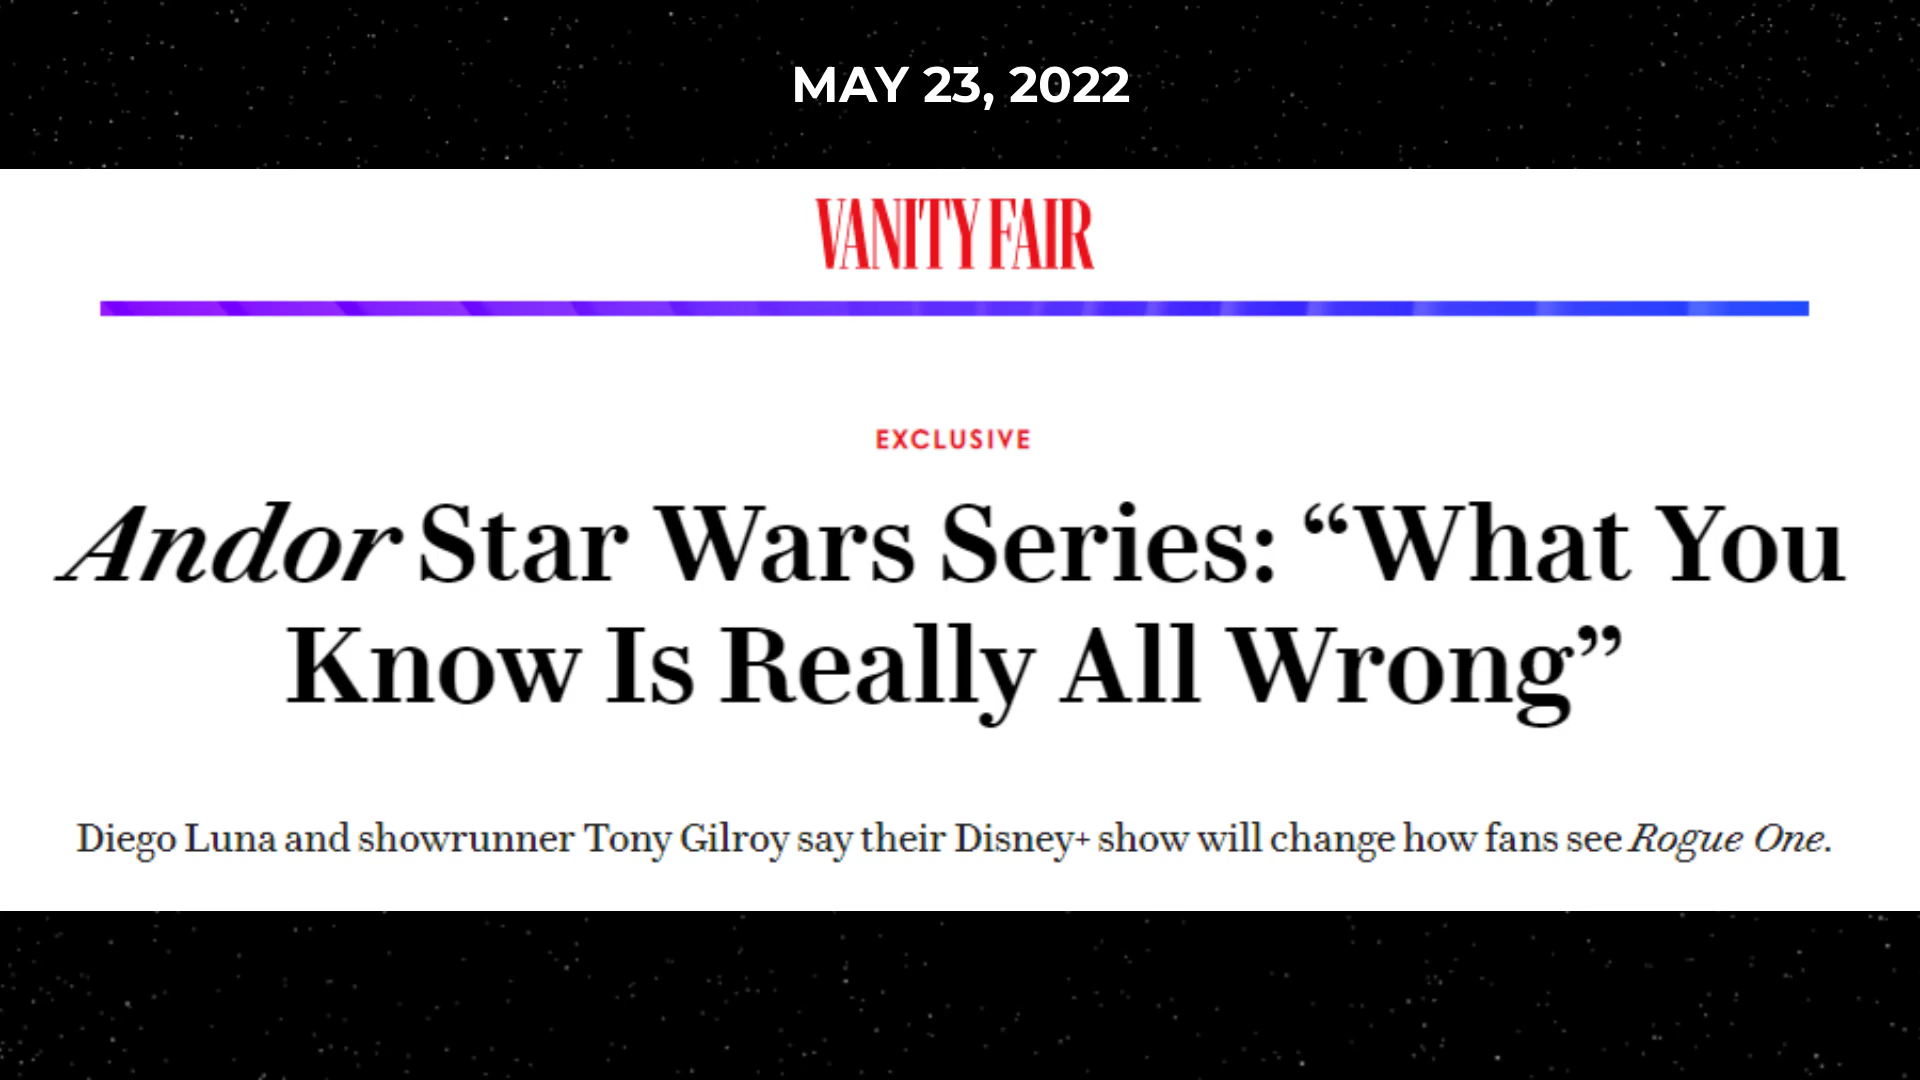 MAY 23, 2022
VANITY FAIR
EXCLUSIVE
Andor Star Wars Series: “What You
Know Is Really All Wrong”
Diego Luna and showrunner Tony Gilroy say their Disney+ show will change how fans see Rogue One.